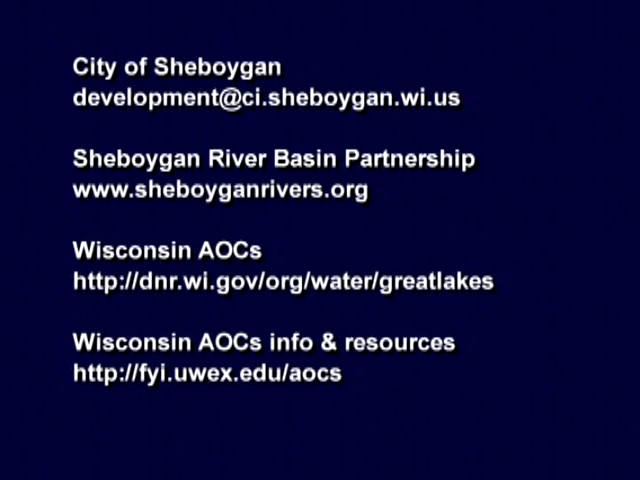 City of Sheboygan
development@ci.sheboygan.wi.us
Sheboygan River Basin Partnership
www.sheboyganrivers.org
Wisconsin AOCs
http://dnr.wi.gov/org/water/greatlakes
Wisconsin AOCs info & resources
http://fyi.uwex.edu/aocs